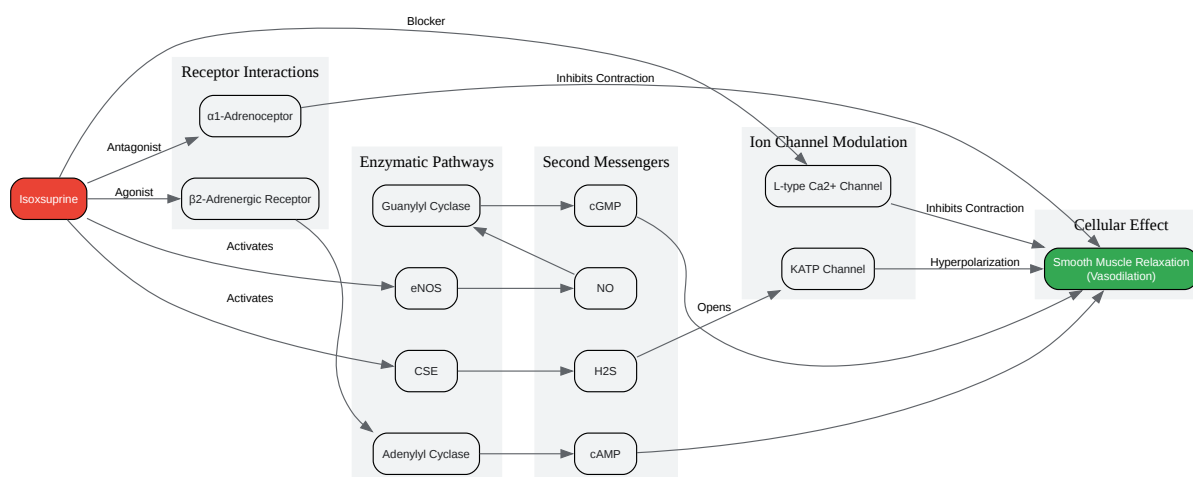 Blocker
Receptor Interactions
α1-Adrenoceptor
Inhibits Contraction
Antagonist
Isoxsuprine
Agonist
β2-Adrenergic Receptor
Activates
Activates
Enzymatic Pathways
Guanylyl Cyclase
eNOS
CSE
Adenylyl Cyclase
Second Messengers
cGMP
NO
H2S
cAMP
Opens
Ion Channel Modulation
L-type Ca2+ Channel
KATP Channel
Inhibits Contraction
Hyperpolarization
Cellular Effect
Smooth Muscle Relaxation
(Vasodilation)